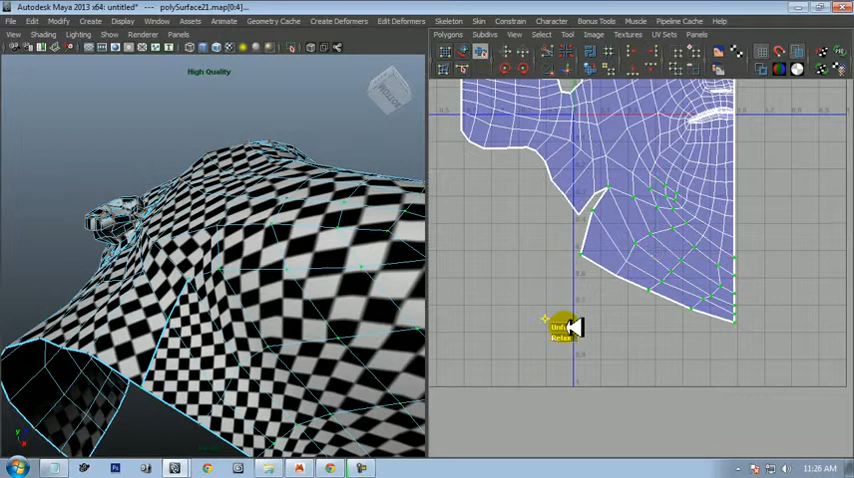 Autodesk Maya 2013 x64: untitled* --- polySurface21.map[0:4]...
File Edit Modify Create Display Window Assets Animate Geometry Cache Create Deformers Edit Deformers Skeleton Skin Constrain Character Bonus Tools Muscle Pipeline Cache Help
View Shading Lighting Show Renderer Panels
Polygons Subdivs View Select Tool Image Textures UV Sets Panels
High Quality
BOTTOM
Relax
11:26 AM